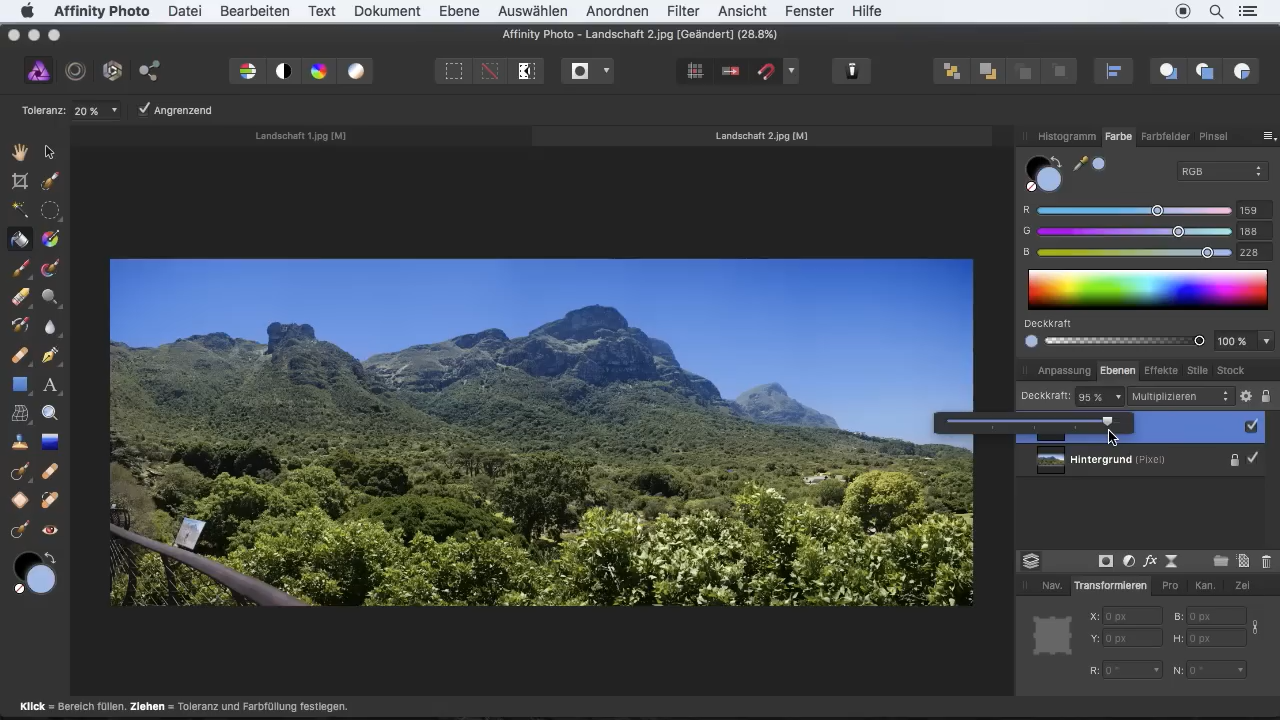 Affinity Photo Datei Bearbeiten Text Dokument Ebene Auswählen Anordnen Filter Ansicht Fenster Hilfe
Affinity Photo - Landschaft 2.jpg [Geändert] (28.8%)
Toleranz: 20 % Angrenzend
Landschaft 1.jpg [M] Landschaft 2.jpg [M]
Histogramm Farbe Farbfelder Pinsel
RGB
R 159
G 188
B 228
Deckkraft
100 %
Anpassung Ebenen Effekte Stile Stock
Deckkraft: 95 % Multiplizieren
Hintergrund (Pixel)
fx
Nav. Transformieren Pro Kan. Zel
X: 0 px B: 0 px
Y: 0 px H: 0 px
R: 0 ° N: 0 °
Klick = Bereich füllen. Ziehen = Toleranz und Farbfüllung festlegen.